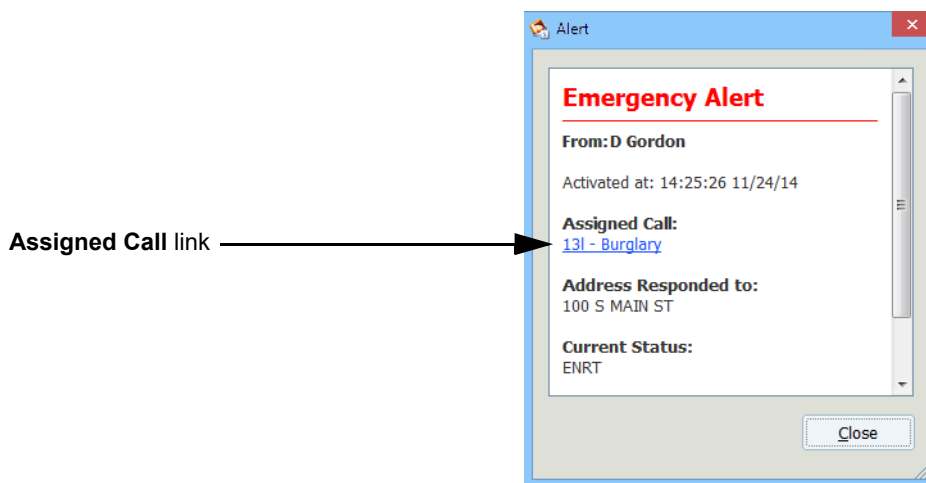 Alert
Emergency Alert
From: D Gordon
Activated at: 14:25:26 11/24/14
Assigned Call link
Assigned Call:
13l - Burglary
Address Responded to:
100 S MAIN ST
Current Status:
ENRT
Close